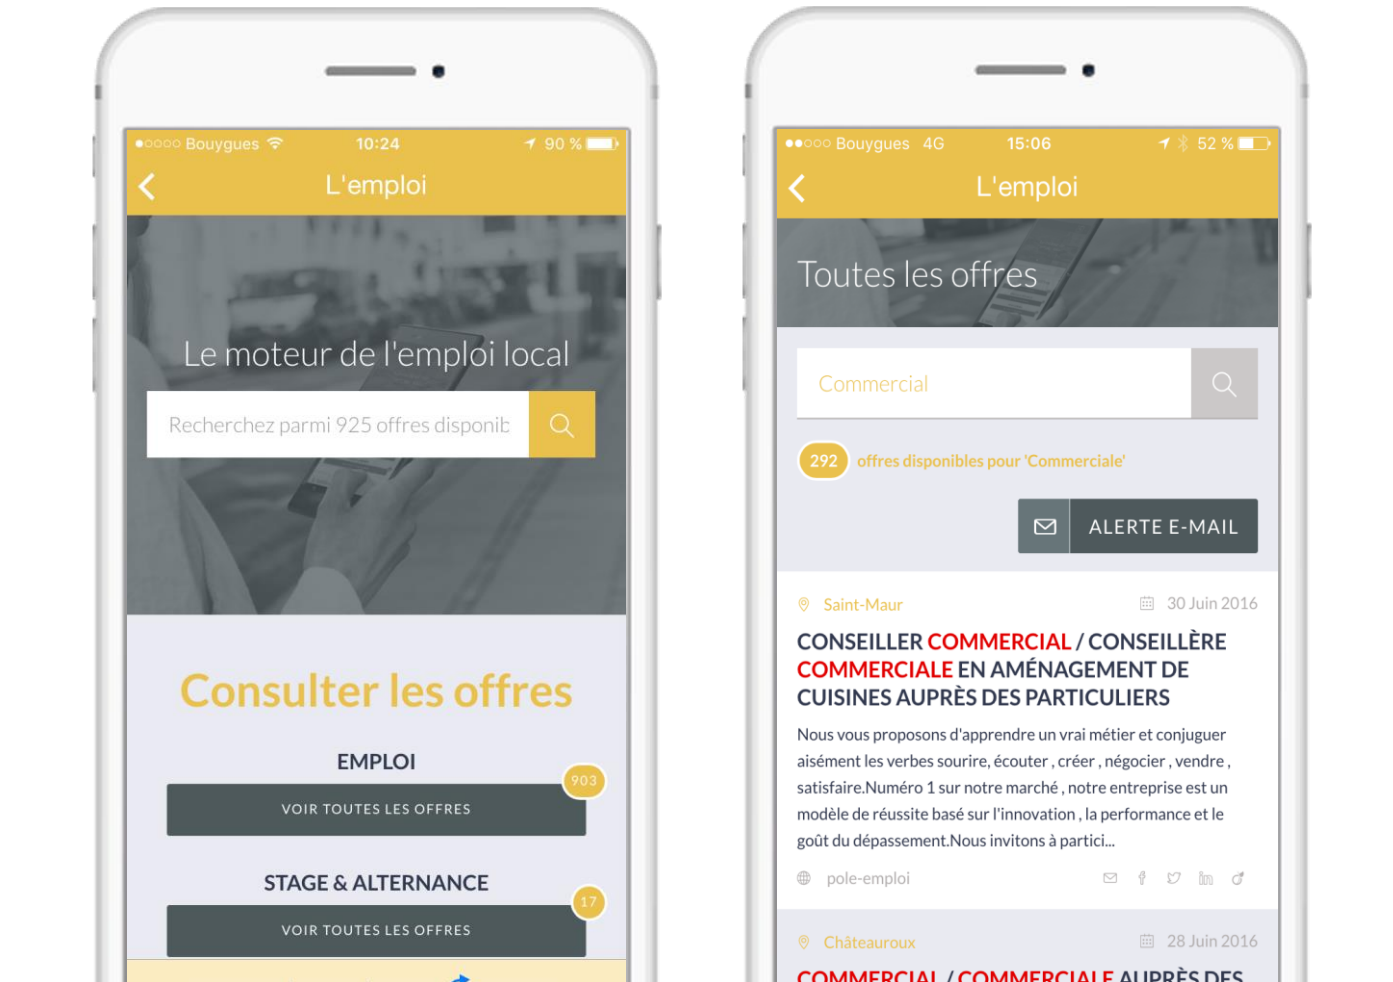 Bouygues 10:24 90 %
L'emploi
Le moteur de l'emploi local
Recherchez parmi 925 offres disponib
Consulter les offres
EMPLOI
903
VOIR TOUTES LES OFFRES
STAGE & ALTERNANCE
17
VOIR TOUTES LES OFFRES
Bouygues 4G 15:06 52 %
L'emploi
Toutes les offres
Commercial
292 offres disponibles pour 'Commerciale'
ALERTE E-MAIL
Saint-Maur 30 Juin 2016
CONSEILLER COMMERCIAL / CONSEILLÈRE
COMMERCIALE EN AMÉNAGEMENT DE
CUISINES AUPRÈS DES PARTICULIERS
Nous vous proposons d'apprendre un vrai métier et conjuguer
aisément les verbes sourire, écouter , créer , négocier , vendre ,
satisfaire.Numéro 1 sur notre marché , notre entreprise est un
modèle de réussite basé sur l'innovation , la performance et le
goût du dépassement.Nous invitons à partici...
pole-emploi
Châteauroux 28 Juin 2016
COMMERCIAL / COMMERCIALE AUPRÈS DES